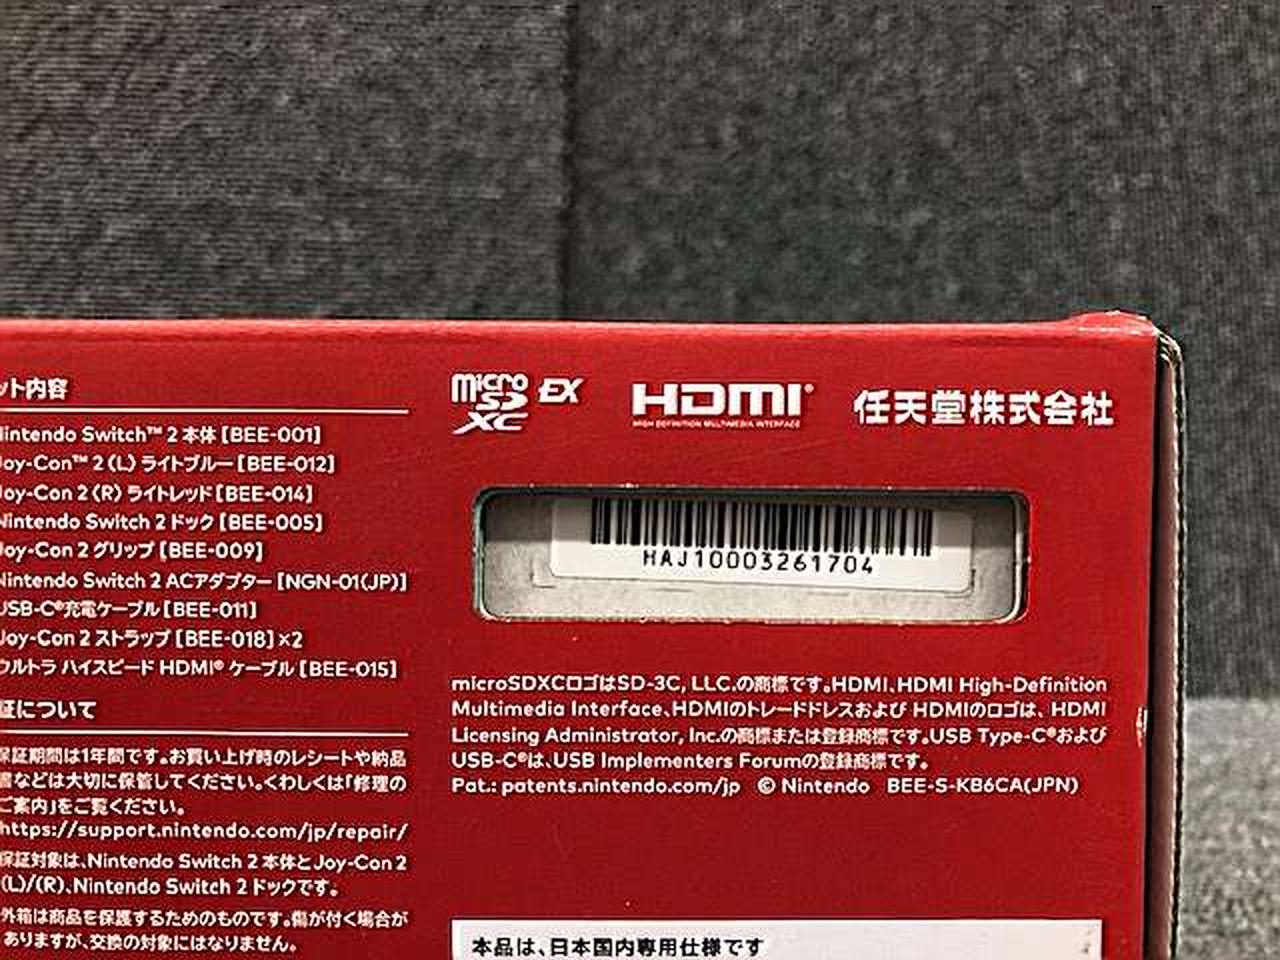 ット内容
Nintendo Switch™ 2 本体 [BEE-001]
Joy-Con™ 2 (L) ライトブルー [BEE-012]
Joy-Con 2 (R) ライトレッド [BEE-014]
Nintendo Switch 2 ドック [BEE-005]
Joy-Con 2 グリップ [BEE-009]
Nintendo Switch 2 ACアダプター [NGN-01(JP)]
USB-C®充電ケーブル [BEE-011]
Joy-Con 2 ストラップ [BEE-018] ×2
ウルトラ ハイスピード HDMI® ケーブル [BEE-015]
証について
保証期間は1年間です。お買い上げ時のレシートや納品
書などは大切に保管してください。くわしくは「修理の
ご案内」をご覧ください。
https://support.nintendo.com/jp/repair/
保証対象は、Nintendo Switch 2 本体とJoy-Con 2
(L)/(R)、Nintendo Switch 2 ドックです。
外箱は商品を保護するためのものです。傷が付く場合が
ありますが、交換の対象にはなりません。
micro SD XC EX
HDMI®
HIGH DEFINITION MULTIMEDIA INTERFACE
任天堂株式会社
HAJ10003261704
microSDXCロゴはSD-3C, LLC.の商標です。HDMI、HDMI High-Definition
Multimedia Interface、HDMIのトレードドレスおよび HDMIのロゴは、HDMI
Licensing Administrator, Inc.の商標または登録商標です。USB Type-C®および
USB-C®は、USB Implementers Forumの登録商標です。
Pat.: patents.nintendo.com/jp © Nintendo BEE-S-KB6CA(JPN)
本品は、日本国内専用仕様です